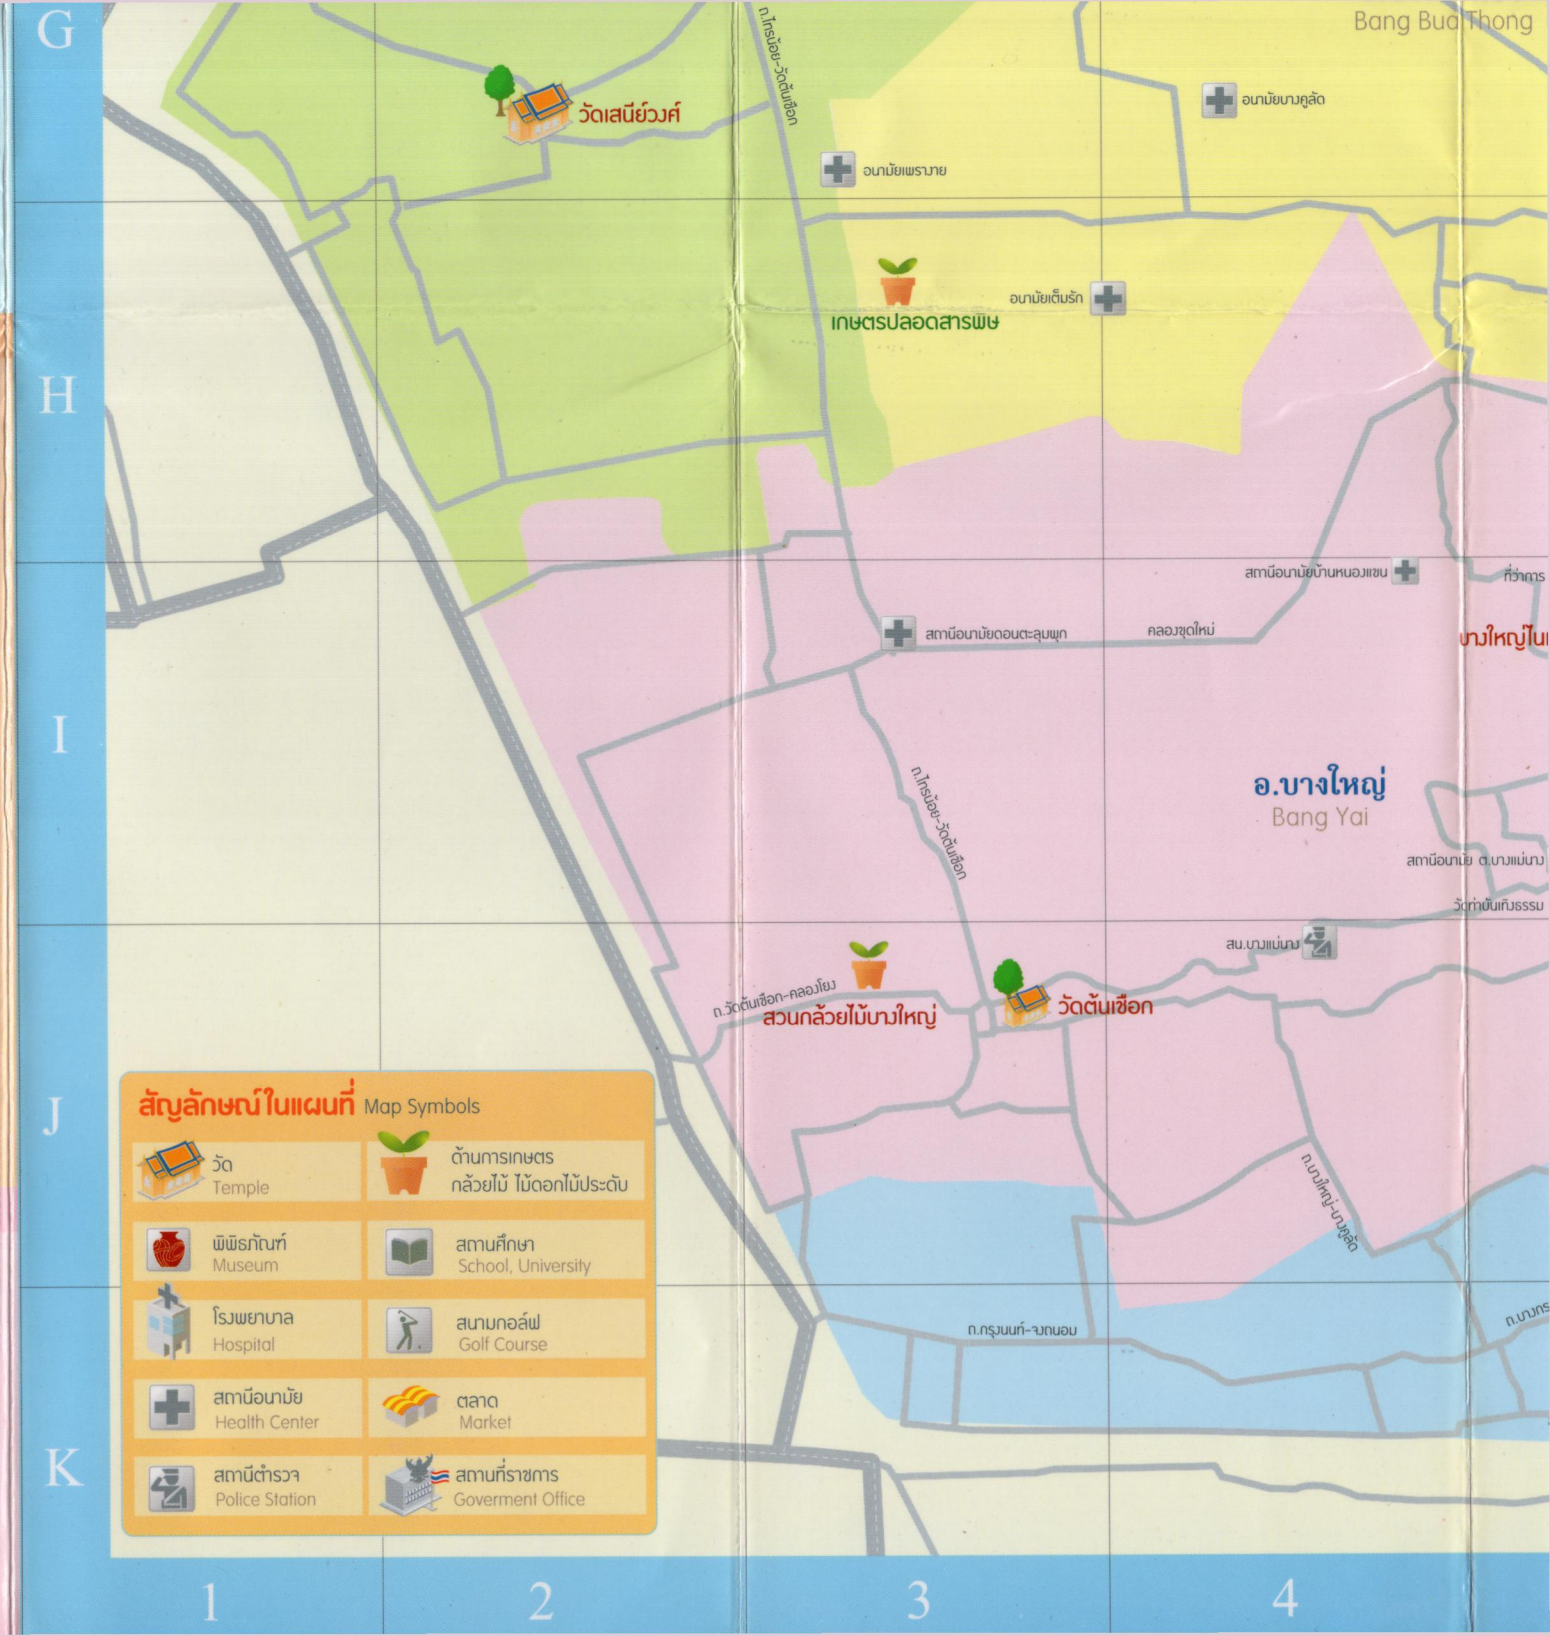 G
Bang Bua Thong
ถ.ไทรน้อย-วัดต้นเชือก
อนามัยบางคูลัด
วัดเสนีย์วงศ์
อนามัยเพรางาย
อนามัยเต็มรัก
เกษตรปลอดสารพิษ
H
สถานีอนามัยบ้านหนองแขน
ที่ว่าการ
สถานีอนามัยดอนตะลุมพุก
คลองขุดใหม่
I
อ.บางใหญ่
Bang Yai
ถ.ไทรน้อย-วัดต้นเชือก
สถานีอนามัย ต.บางแม่นาง
วัดท่าบันเทิงธรรม
สน.บางแม่นาง
ถ.วัดต้นเชือก-คลองโยง
สวนกล้วยไม้บางใหญ่
วัดต้นเชือก
J
ถ.บางใหญ่-บางคูลัด
สัญลักษณ์ในแผนที่ Map Symbols
วัด
Temple
ด้านการเกษตร
กล้วยไม้ ไม้ดอกไม้ประดับ
พิพิธภัณฑ์
Museum
สถานศึกษา
School, University
โรงพยาบาล
Hospital
สนามกอล์ฟ
Golf Course
สถานีอนามัย
Health Center
ตลาด
Market
สถานีตำรวจ
Police Station
สถานที่ราชการ
Goverment Office
ถ.กรุงนนท์-จงถนอม
K
1 2 3 4